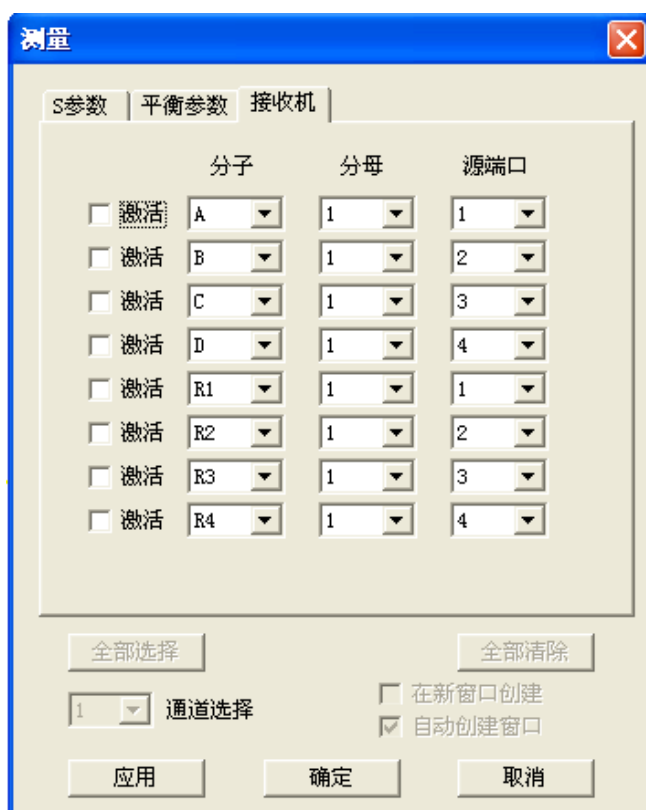 测量
S参数 平衡参数 接收机
分子 分母 源端口
激活 A 1 1
激活 B 1 2
激活 C 1 3
激活 D 1 4
激活 R1 1 1
激活 R2 1 2
激活 R3 1 3
激活 R4 1 4
全部选择 全部清除
1 通道选择 在新窗口创建
自动创建窗口
应用 确定 取消